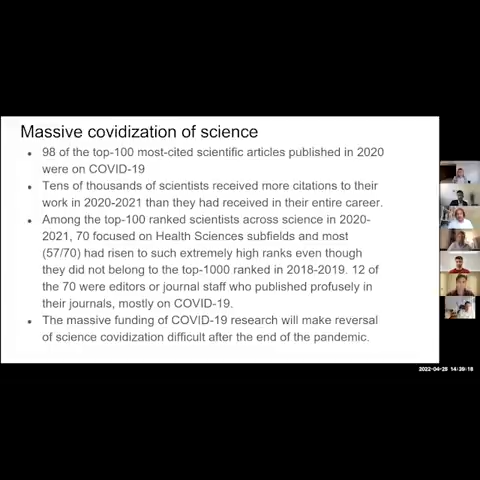 Massive covidization of science
• 98 of the top-100 most-cited scientific articles published in 2020
were on COVID-19
• Tens of thousands of scientists received more citations to their
work in 2020-2021 than they had received in their entire career.
• Among the top-100 ranked scientists across science in 2020-
2021, 70 focused on Health Sciences subfields and most
(57/70) had risen to such extremely high ranks even though
they did not belong to the top-1000 ranked in 2018-2019. 12 of
the 70 were editors or journal staff who published profusely in
their journals, mostly on COVID-19.
• The massive funding of COVID-19 research will make reversal
of science covidization difficult after the end of the pandemic.